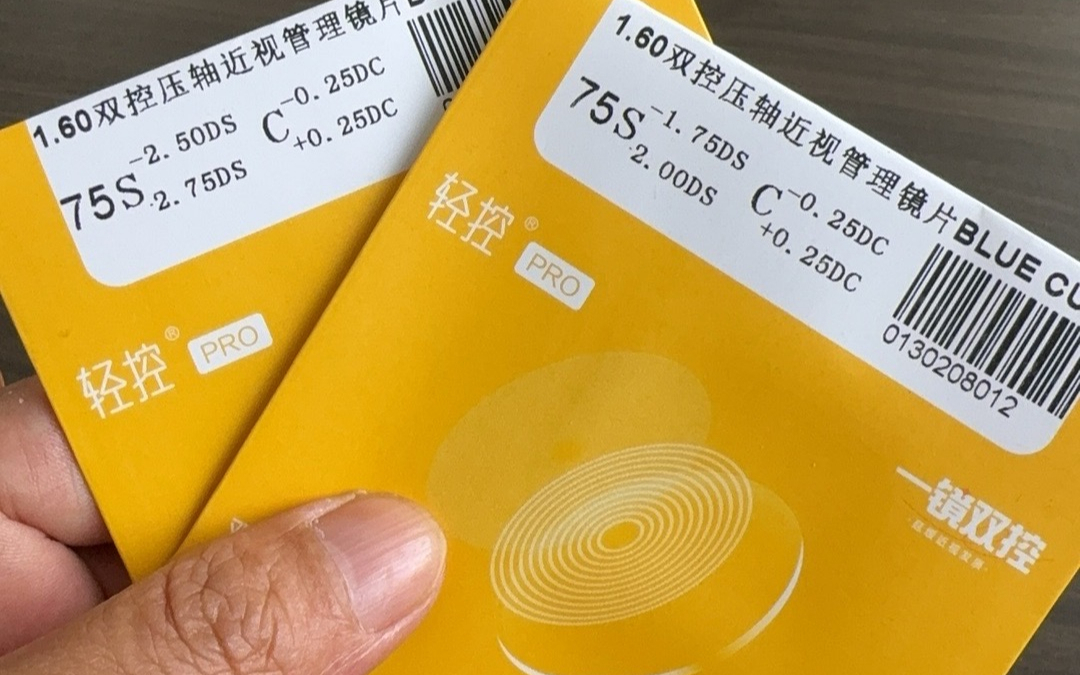 1.60双控压轴近视管理镜片
75S -2.50DS C -0.25DC
-2.75DS +0.25DC
轻控® PRO
1.60双控压轴近视管理镜片BLUE CU
75S -1.75DS C -0.25DC
-2.00DS +0.25DC
0130208012
轻控® PRO
一镜双控